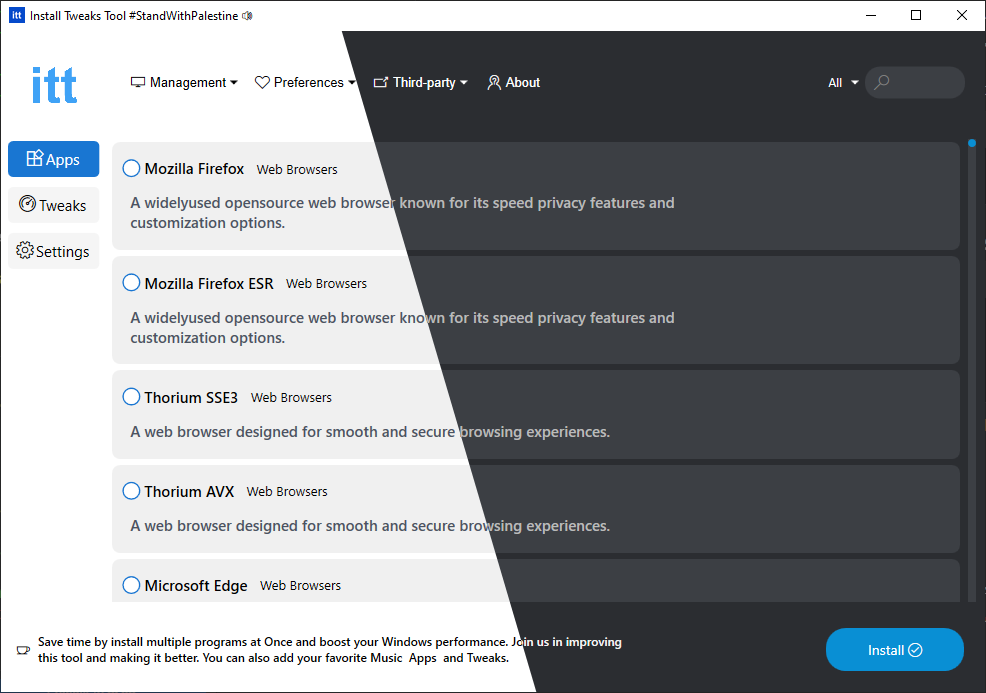 itt Install Tweaks Tool #StandWithPalestine
itt
Management
Preferences
Third-party
About
All
Apps
Tweaks
Settings
Mozilla Firefox Web Browsers
A widelyused opensource web browser known for its speed privacy features and
customization options.
Mozilla Firefox ESR Web Browsers
A widelyused opensource web browser known for its speed privacy features and
customization options.
Thorium SSE3 Web Browsers
A web browser designed for smooth and secure browsing experiences.
Thorium AVX Web Browsers
A web browser designed for smooth and secure browsing experiences.
Microsoft Edge Web Browsers
Save time by install multiple programs at Once and boost your Windows performance. Join us in improving
this tool and making it better. You can also add your favorite Music Apps and Tweaks.
Install